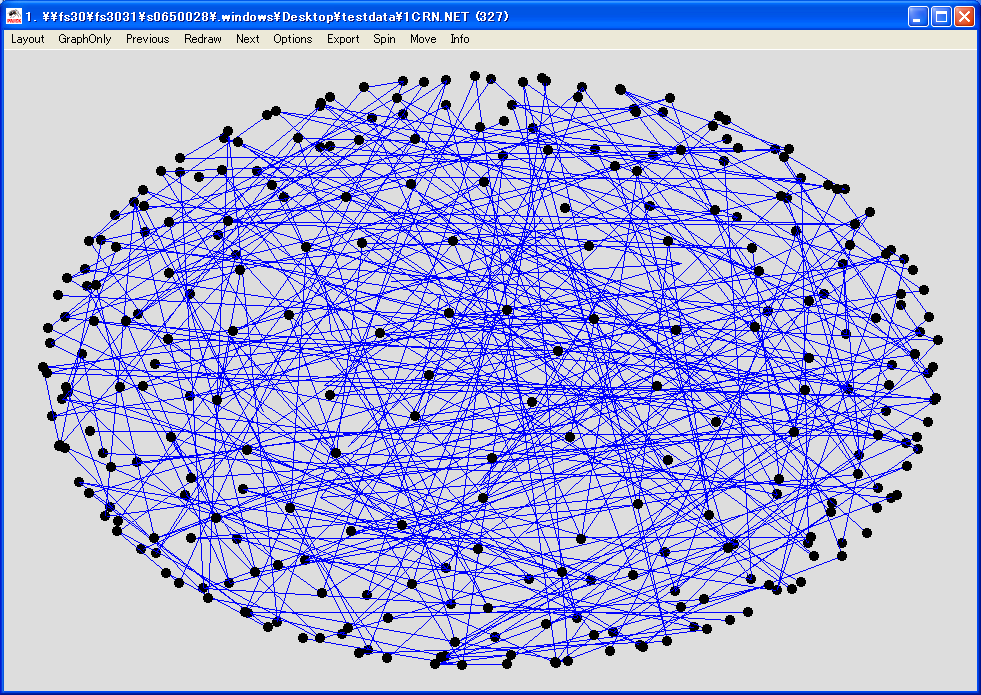 1. ¥¥fs30¥fs3031¥s0650028¥.windows¥Desktop¥testdata¥1CRN.NET (327)
Layout GraphOnly Previous Redraw Next Options Export Spin Move Info